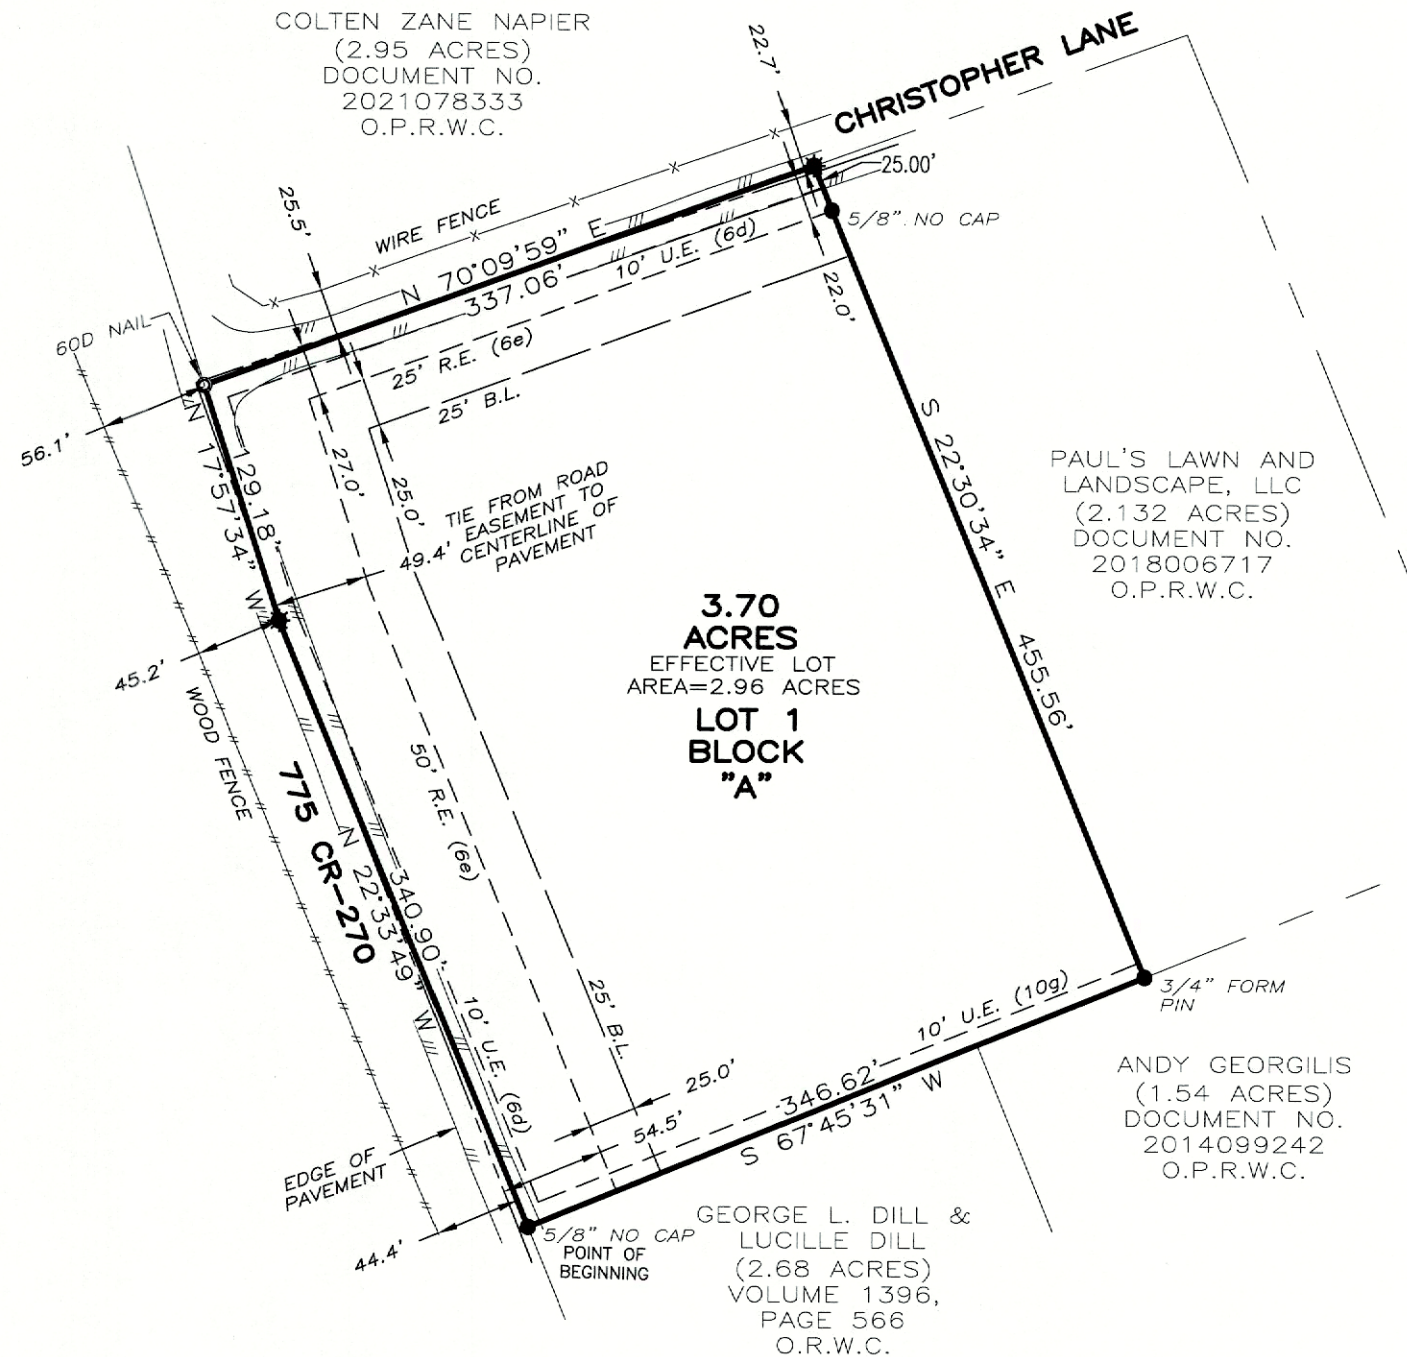 COLTEN ZANE NAPIER
(2.95 ACRES)
DOCUMENT NO.
2021078333
O.P.R.W.C.
22.7'
CHRISTOPHER LANE
25.00'
5/8" NO CAP
25.5'
WIRE FENCE
N 70°09'59" E
337.06'
10' U.E. (6d)
22.0'
60D NAIL
25' R.E. (6e)
25' B.L.
56.1'
N 17°57'34" W
129.18'
27.0'
25.0'
49.4'
TIE FROM ROAD
EASEMENT TO
CENTERLINE OF
PAVEMENT
S 22°30'34" E 455.56'
PAUL'S LAWN AND
LANDSCAPE, LLC
(2.132 ACRES)
DOCUMENT NO.
2018006717
O.P.R.W.C.
3.70
ACRES
EFFECTIVE LOT
AREA=2.96 ACRES
LOT 1
BLOCK
"A"
45.2'
WOOD FENCE
775 CR-270
N 22°33'49" W
340.90'
50' R.E. (6e)
10' U.E. (6d)
25' B.L.
10' U.E. (10g)
3/4" FORM
PIN
25.0'
54.5'
346.62'
S 67°45'31" W
EDGE OF
PAVEMENT
44.4'
5/8" NO CAP
POINT OF
BEGINNING
ANDY GEORGILIS
(1.54 ACRES)
DOCUMENT NO.
2014099242
O.P.R.W.C.
GEORGE L. DILL &
LUCILLE DILL
(2.68 ACRES)
VOLUME 1396,
PAGE 566
O.R.W.C.